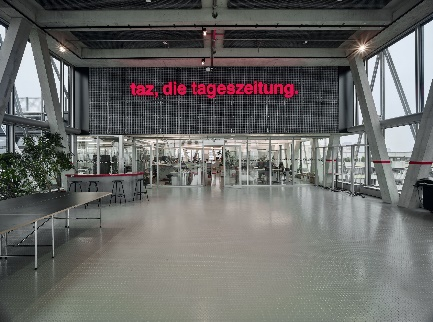 taz, die tageszeitung.